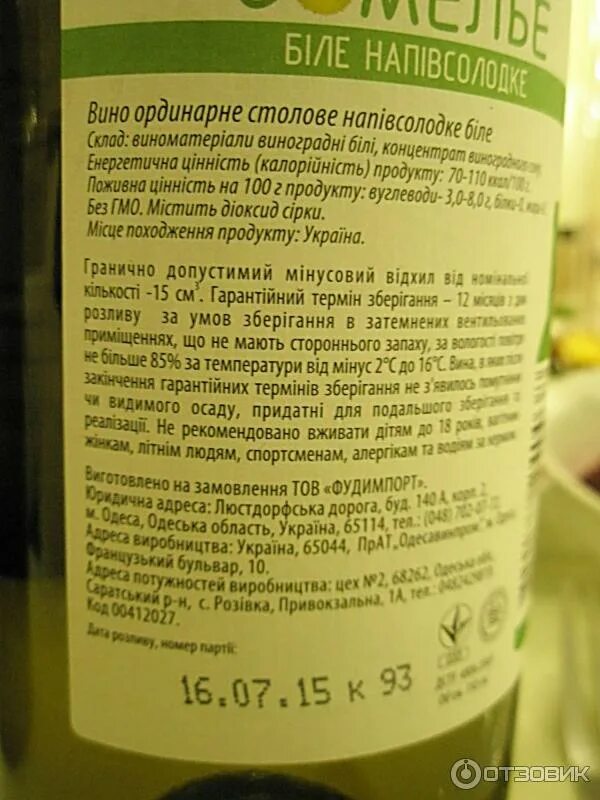 БІЛЕ НАПІВСОЛОДКЕ
Вино ординарне столове напівсолодке біле
Склад: виноматеріали виноградні білі, концентрат виноградного
Енергетична цінність (калорійність) продукту: 70-110 ккал/100 г.
Поживна цінність на 100 г продукту: вуглеводи- 3,0-8,0 г, білки-0,
Без ГМО. Містить діоксид сірки.
Місце походження продукту: Україна.
Гранично допустимий мінусовий відхил від номінальної
кількості -15 см³. Гарантійний термін зберігання – 12 місяців з дня
розливу за умов зберігання в затемнених вентильованих
приміщеннях, що не мають стороннього запаху, за вологості повітря
не більше 85% за температури від мінус 2°С до 16°С. Вина, в яких після
закінчення гарантійних термінів зберігання не з'явилось помутніння
чи видимого осаду, придатні для подальшого зберігання та
реалізації. Не рекомендовано вживати дітям до 18 років, вагітним
жінкам, літнім людям, спортсменам, алергікам та водіям за кермом.
Виготовлено на замовлення ТОВ «ФУДИМПОРТ».
Юридична адреса: Люстдорфська дорога, буд. 140 А, корп. 2,
м. Одеса, Одеська область, Україна, 65114, тел.: (048) 702-07-
Адреса виробництва: Україна, 65044, ПрАТ „Одесавинпром", м. Одеса,
Французький бульвар, 10.
Адреса потужностей виробництва: цех №2, 68262, Одеська обл.,
Саратський р-н, с. Розівка, Привокзальна, 1А, тел.:
Код 00412027.
Дата розливу, номер партії:
16.07.15 к 93
ОТЗОВИК